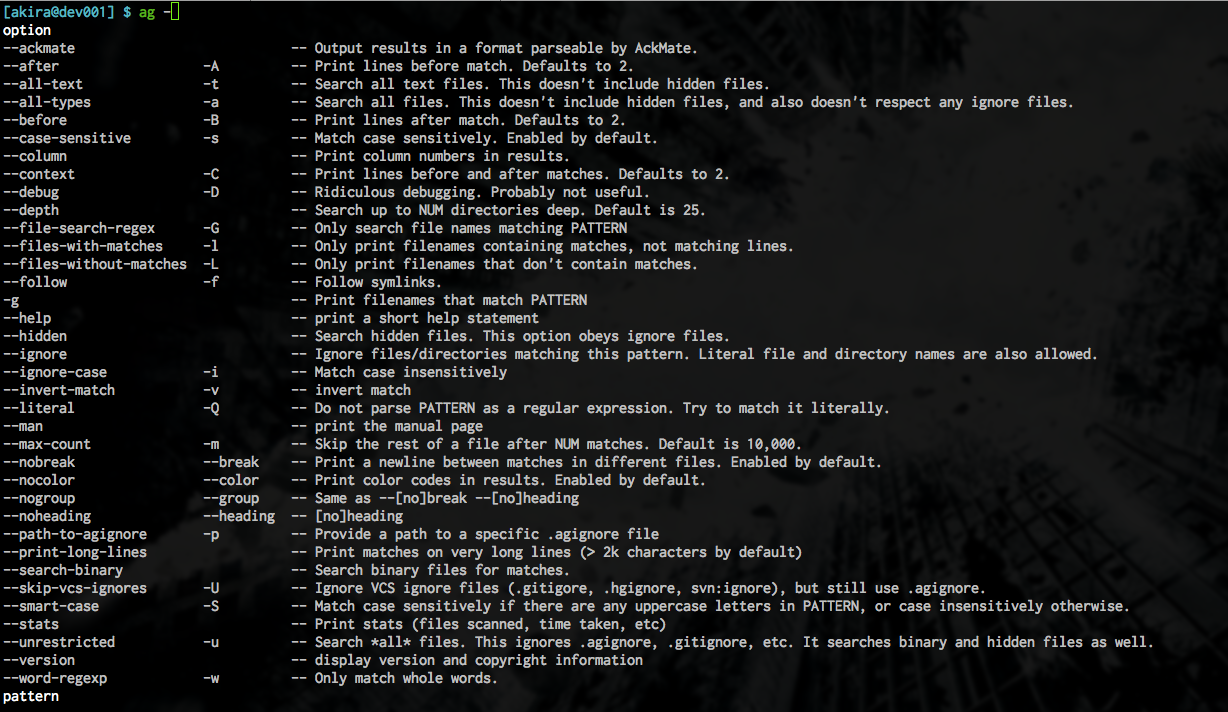 [akira@dev001] $ ag -
option
--ackmate -- Output results in a format parseable by AckMate.
--after -A -- Print lines before match. Defaults to 2.
--all-text -t -- Search all text files. This doesn't include hidden files.
--all-types -a -- Search all files. This doesn't include hidden files, and also doesn't respect any ignore files.
--before -B -- Print lines after match. Defaults to 2.
--case-sensitive -s -- Match case sensitively. Enabled by default.
--column -- Print column numbers in results.
--context -C -- Print lines before and after matches. Defaults to 2.
--debug -D -- Ridiculous debugging. Probably not useful.
--depth -- Search up to NUM directories deep. Default is 25.
--file-search-regex -G -- Only search file names matching PATTERN
--files-with-matches -l -- Only print filenames containing matches, not matching lines.
--files-without-matches -L -- Only print filenames that don't contain matches.
--follow -f -- Follow symlinks.
-g -- Print filenames that match PATTERN
--help -- print a short help statement
--hidden -- Search hidden files. This option obeys ignore files.
--ignore -- Ignore files/directories matching this pattern. Literal file and directory names are also allowed.
--ignore-case -i -- Match case insensitively
--invert-match -v -- invert match
--literal -Q -- Do not parse PATTERN as a regular expression. Try to match it literally.
--man -- print the manual page
--max-count -m -- Skip the rest of a file after NUM matches. Default is 10,000.
--nobreak --break -- Print a newline between matches in different files. Enabled by default.
--nocolor --color -- Print color codes in results. Enabled by default.
--nogroup --group -- Same as --[no]break --[no]heading
--noheading --heading -- [no]heading
--path-to-agignore -p -- Provide a path to a specific .agignore file
--print-long-lines -- Print matches on very long lines (> 2k characters by default)
--search-binary -- Search binary files for matches.
--skip-vcs-ignores -U -- Ignore VCS ignore files (.gitigore, .hgignore, svn:ignore), but still use .agignore.
--smart-case -S -- Match case sensitively if there are any uppercase letters in PATTERN, or case insensitively otherwise.
--stats -- Print stats (files scanned, time taken, etc)
--unrestricted -u -- Search *all* files. This ignores .agignore, .gitignore, etc. It searches binary and hidden files as well.
--version -- display version and copyright information
--word-regexp -w -- Only match whole words.
pattern